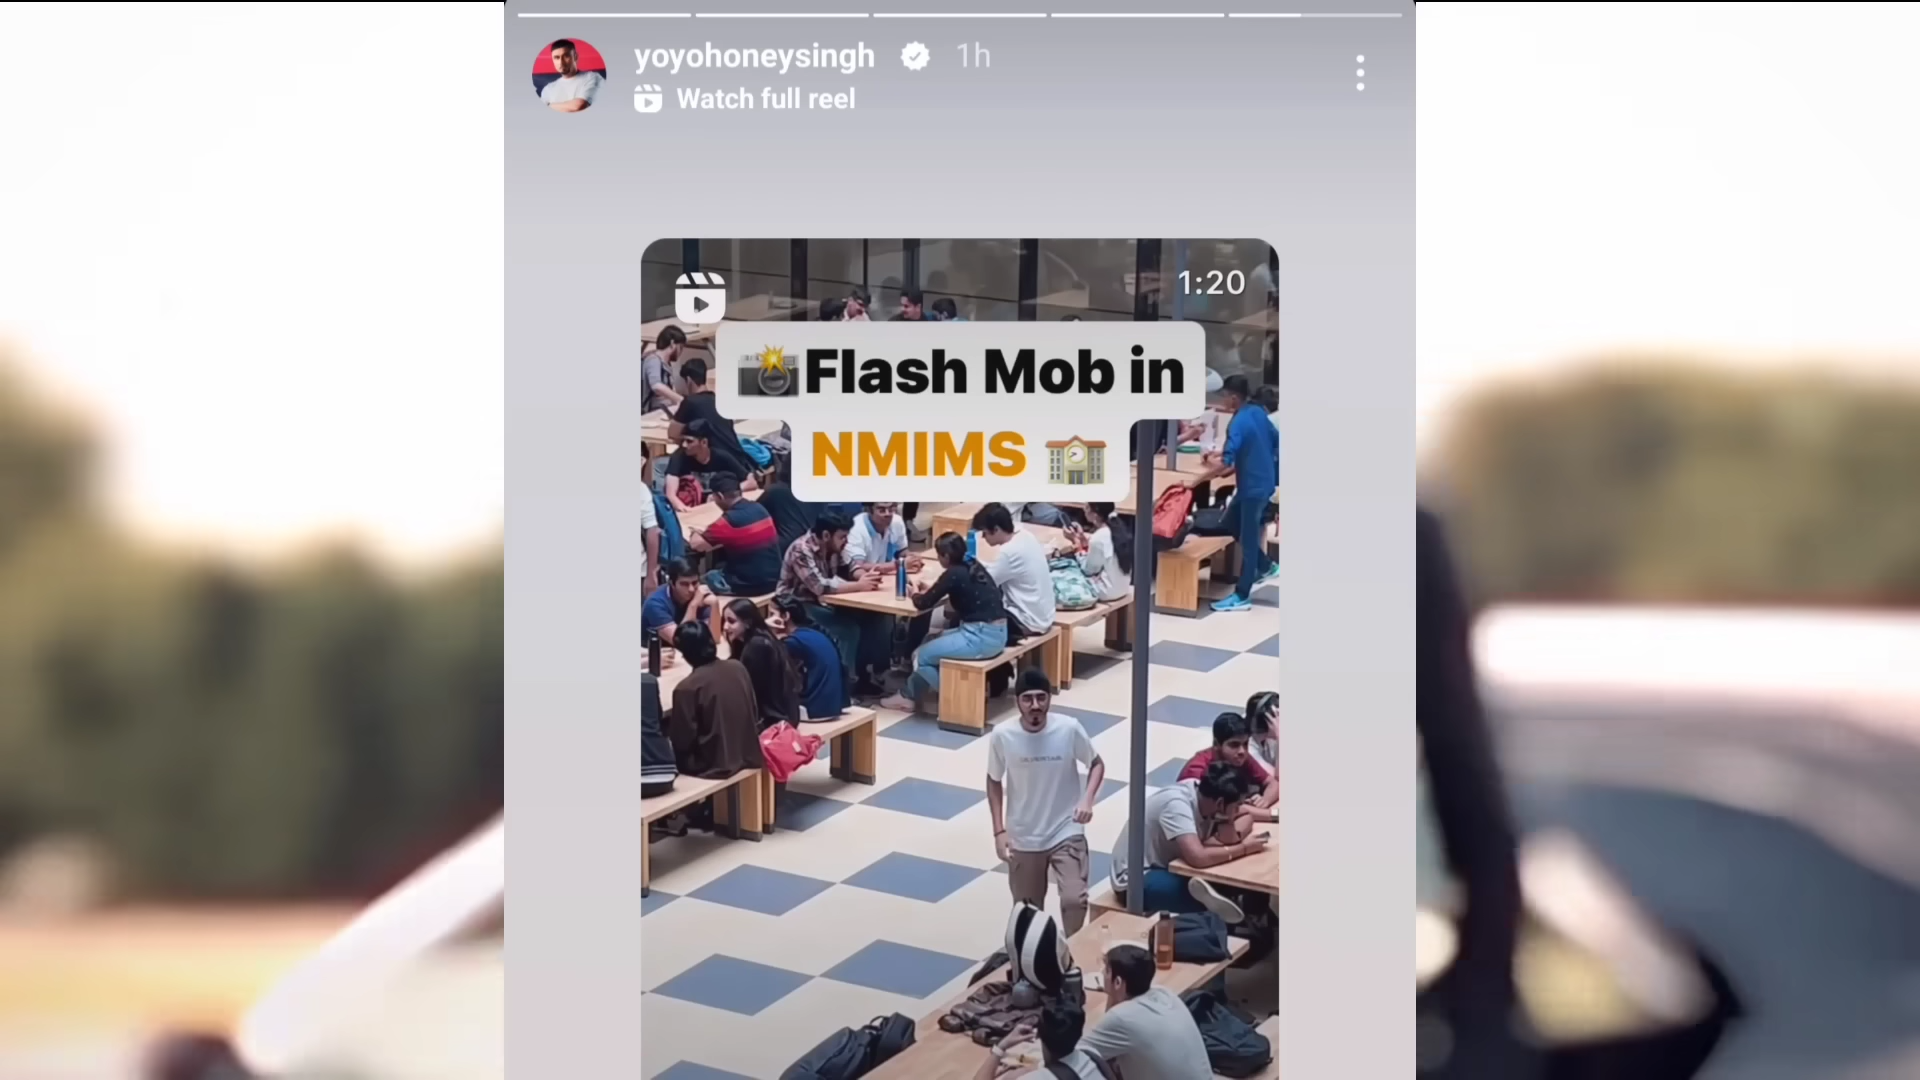 yoyohoneysingh 1h
Watch full reel
1:20
📸Flash Mob in
NMIMS 🏫